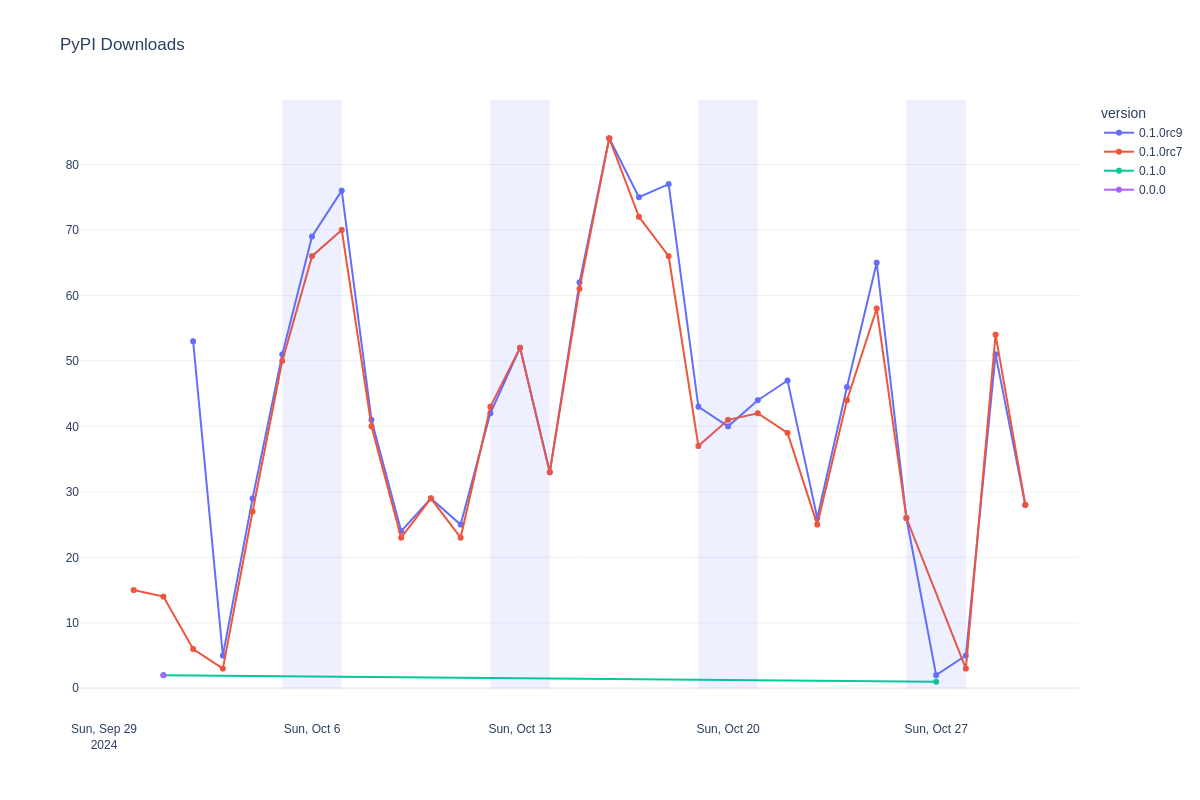 PyPI Downloads
version
0.1.0rc9
0.1.0rc7
0.1.0
0.0.0
80
70
60
50
40
30
20
10
0
Sun, Sep 29
2024
Sun, Oct 6
Sun, Oct 13
Sun, Oct 20
Sun, Oct 27